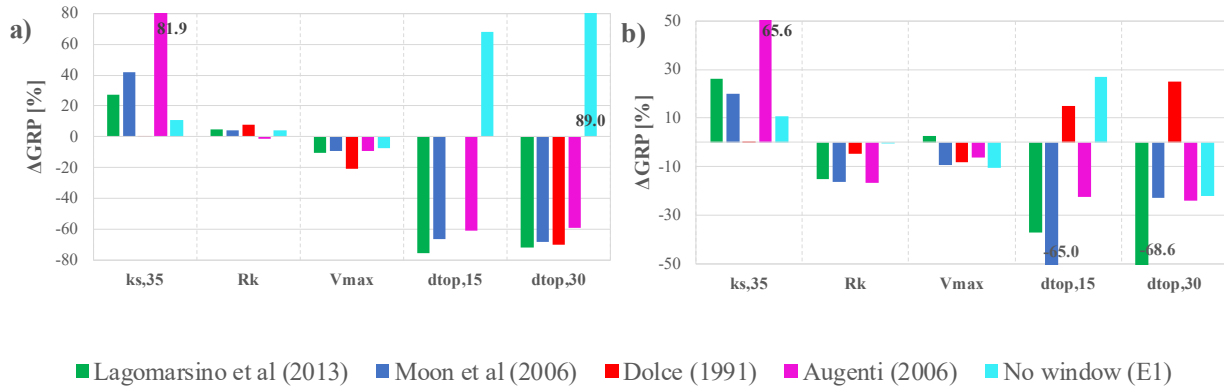 a)
ΔGRP [%]
80
60
40
20
0
-20
-40
-60
-80
81.9
89.0
ks,35 Rk Vmax dtop,15 dtop,30
b)
ΔGRP [%]
50
30
10
-10
-30
-50
65.6
-65.0
-68.6
ks,35 Rk Vmax dtop,15 dtop,30
Lagomarsino et al (2013) Moon et al (2006) Dolce (1991) Augenti (2006) No window (E1)